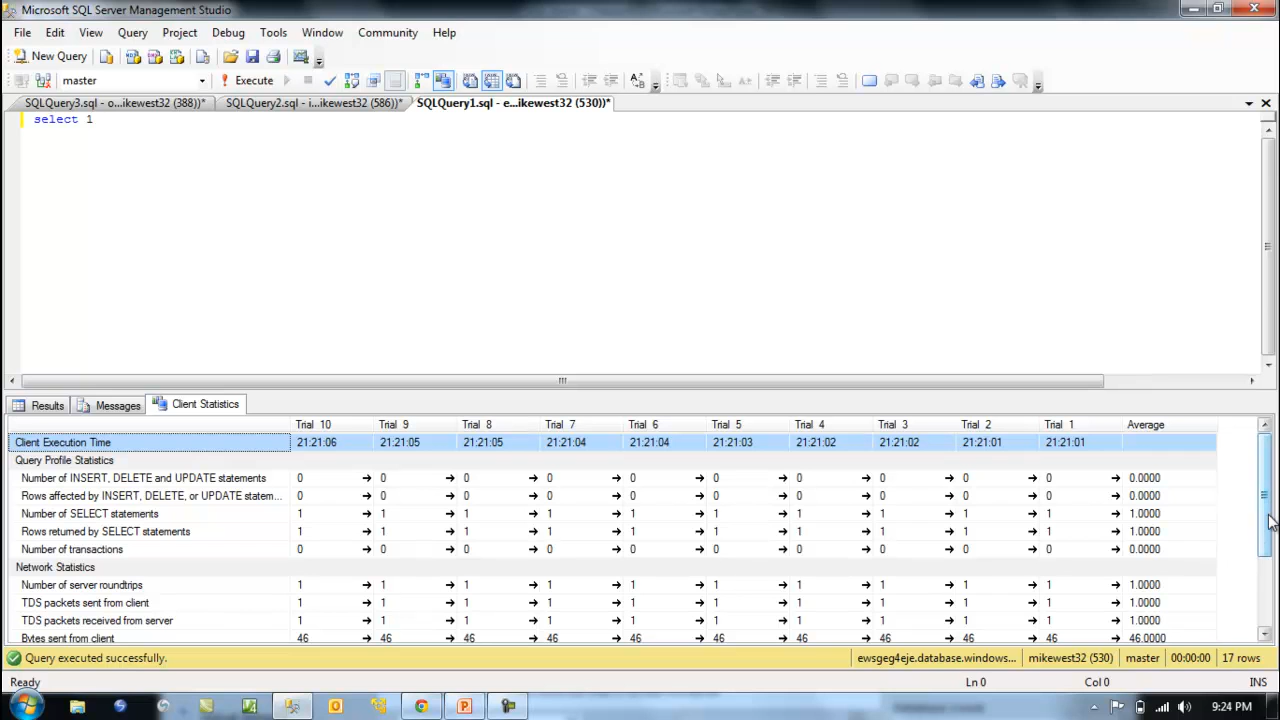 Microsoft SQL Server Management Studio
File Edit View Query Project Debug Tools Window Community Help
New Query
master Execute
SQLQuery3.sql - o...ikewest32 (388))* SQLQuery2.sql - i...ikewest32 (586))* SQLQuery1.sql - e...ikewest32 (530))*
select 1
Results Messages Client Statistics
Trial 10 Trial 9 Trial 8 Trial 7 Trial 6 Trial 5 Trial 4 Trial 3 Trial 2 Trial 1 Average
Client Execution Time 21:21:06 21:21:05 21:21:05 21:21:04 21:21:04 21:21:03 21:21:02 21:21:02 21:21:01 21:21:01
Query Profile Statistics
Number of INSERT, DELETE and UPDATE statements 0 → 0 → 0 → 0 → 0 → 0 → 0 → 0 → 0 → 0 → 0.0000
Rows affected by INSERT, DELETE, or UPDATE statem... 0 → 0 → 0 → 0 → 0 → 0 → 0 → 0 → 0 → 0 → 0.0000
Number of SELECT statements 1 → 1 → 1 → 1 → 1 → 1 → 1 → 1 → 1 → 1 → 1.0000
Rows returned by SELECT statements 1 → 1 → 1 → 1 → 1 → 1 → 1 → 1 → 1 → 1 → 1.0000
Number of transactions 0 → 0 → 0 → 0 → 0 → 0 → 0 → 0 → 0 → 0 → 0.0000
Network Statistics
Number of server roundtrips 1 → 1 → 1 → 1 → 1 → 1 → 1 → 1 → 1 → 1 → 1.0000
TDS packets sent from client 1 → 1 → 1 → 1 → 1 → 1 → 1 → 1 → 1 → 1 → 1.0000
TDS packets received from server 1 → 1 → 1 → 1 → 1 → 1 → 1 → 1 → 1 → 1 → 1.0000
Bytes sent from client 46 → 46 → 46 → 46 → 46 → 46 → 46 → 46 → 46 → 46 → 46.0000
Query executed successfully. ewsgeg4eje.database.windows... mikewest32 (530) master 00:00:00 17 rows
Ready Ln 0 Col 0 INS
9:24 PM